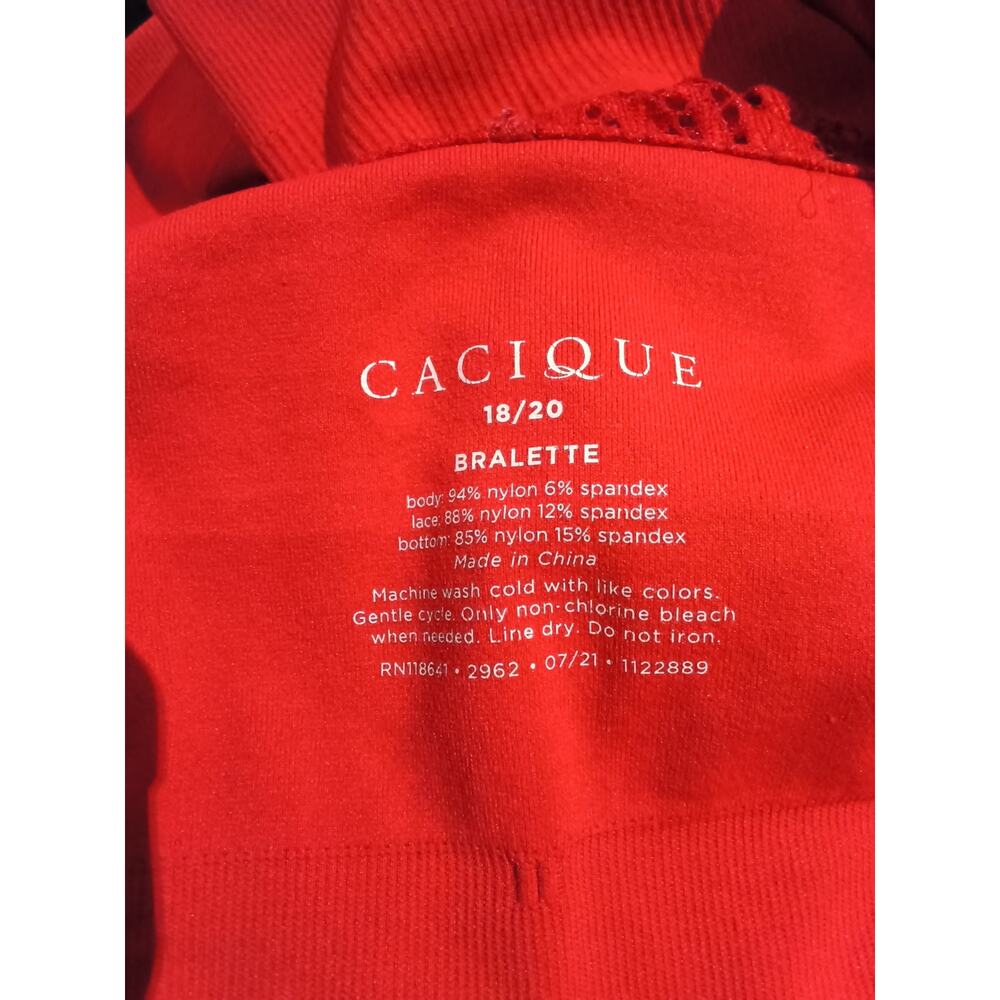 CACIQUE
18/20
BRALETTE
body: 94% nylon 6% spandex
lace: 88% nylon 12% spandex
bottom: 85% nylon 15% spandex
Made in China
Machine wash cold with like colors.
Gentle cycle. Only non-chlorine bleach
when needed. Line dry. Do not iron.
RN118641 • 2962 • 07/21 • 1122889